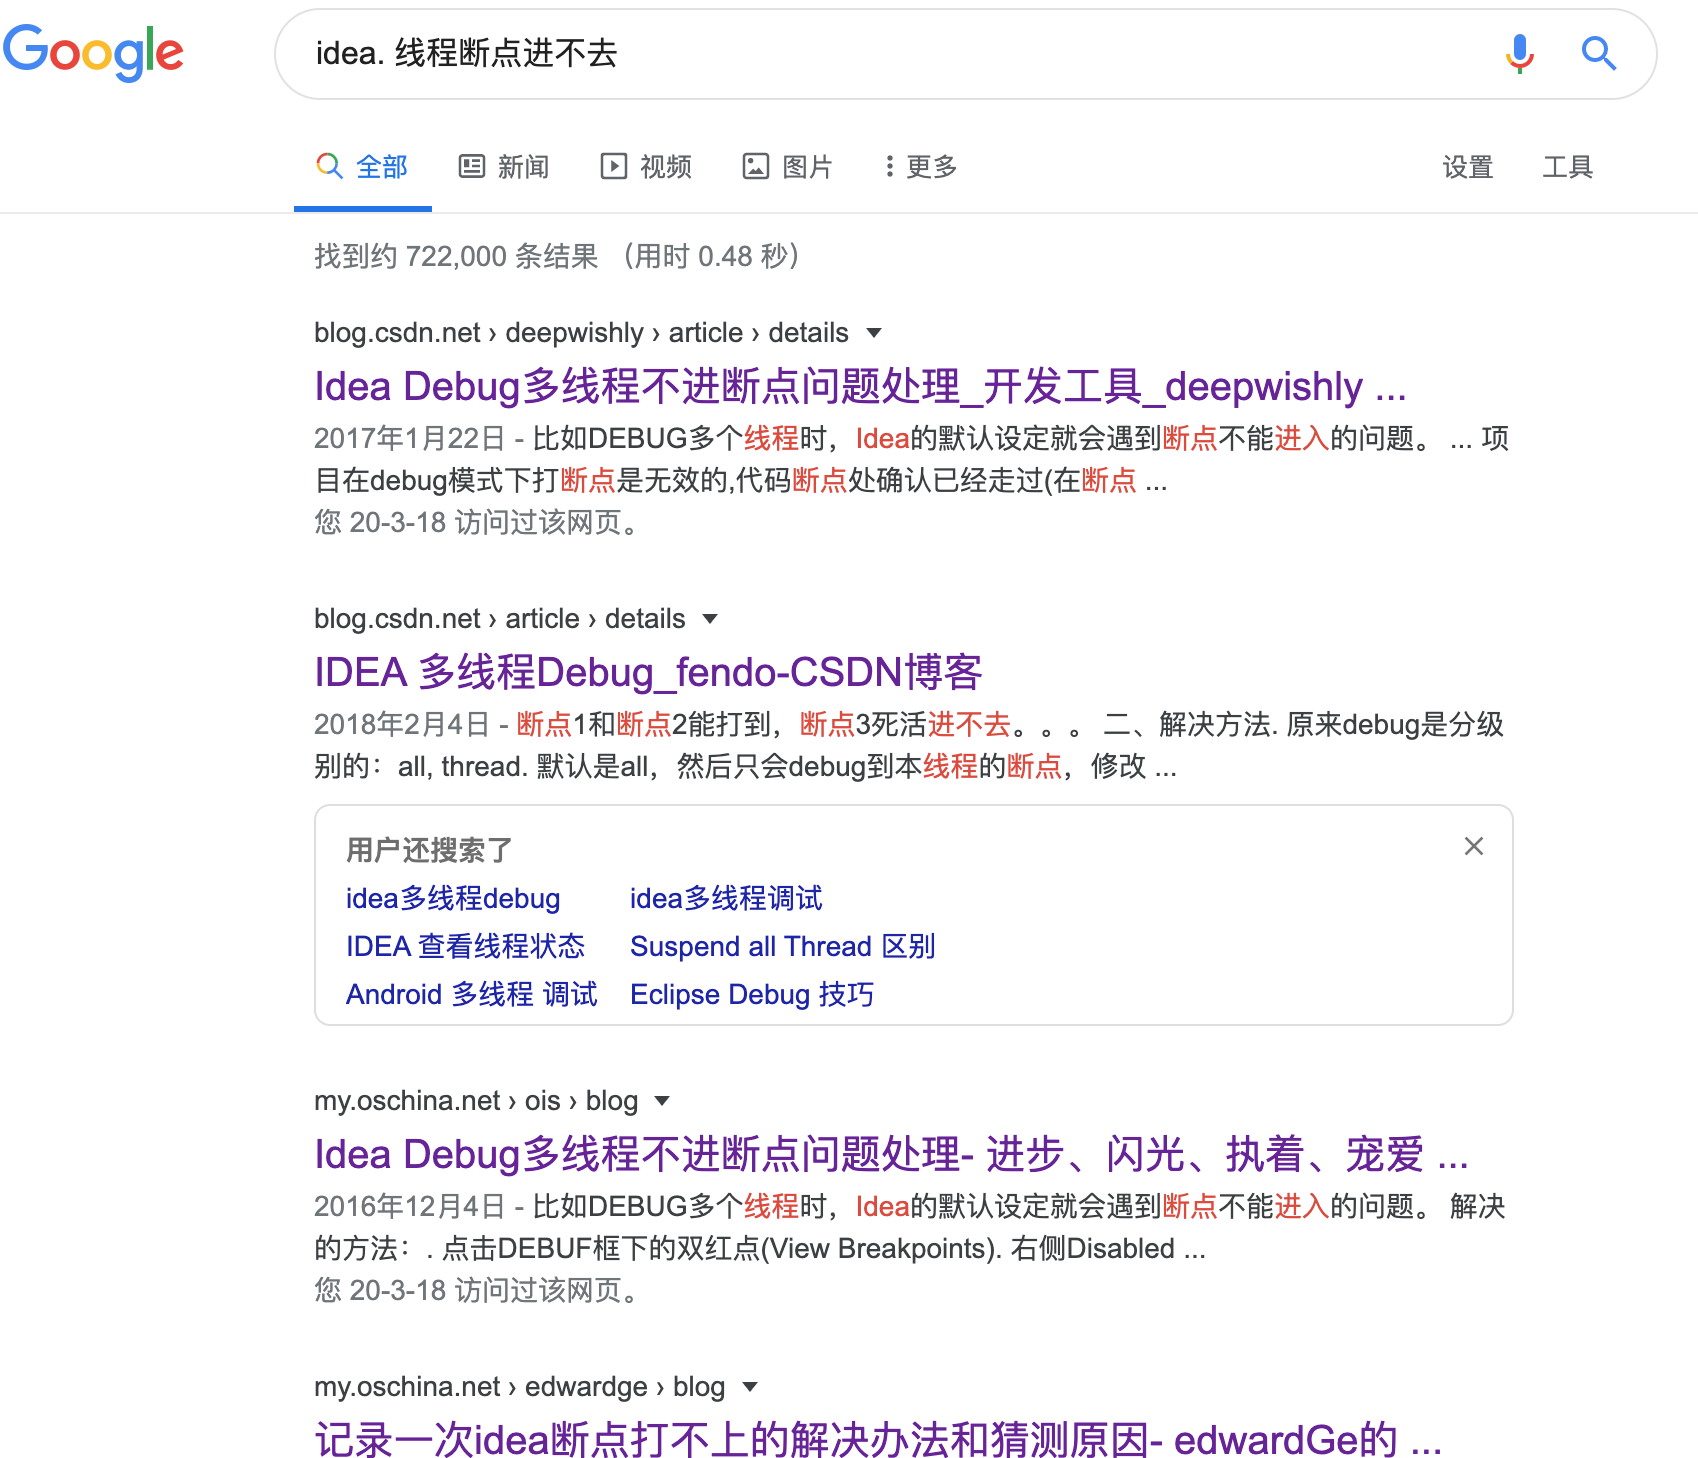 Google
idea. 线程断点进不去
全部 新闻 视频 图片 更多 设置 工具
找到约 722,000 条结果 （用时 0.48 秒）
blog.csdn.net › deepwishly › article › details
Idea Debug多线程不进断点问题处理_开发工具_deepwishly ...
2017年1月22日 - 比如DEBUG多个线程时，Idea的默认设定就会遇到断点不能进入的问题。 ... 项
目在debug模式下打断点是无效的,代码断点处确认已经走过(在断点 ...
您 20-3-18 访问过该网页。
blog.csdn.net › article › details
IDEA 多线程Debug_fendo-CSDN博客
2018年2月4日 - 断点1和断点2能打到，断点3死活进不去。。。 二、解决方法. 原来debug是分级
别的：all, thread. 默认是all，然后只会debug到本线程的断点，修改 ...
用户还搜索了
idea多线程debug idea多线程调试
IDEA 查看线程状态 Suspend all Thread 区别
Android 多线程 调试 Eclipse Debug 技巧
my.oschina.net › ois › blog
Idea Debug多线程不进断点问题处理- 进步、闪光、执着、宠爱 ...
2016年12月4日 - 比如DEBUG多个线程时，Idea的默认设定就会遇到断点不能进入的问题。 解决
的方法：. 点击DEBUF框下的双红点(View Breakpoints). 右侧Disabled ...
您 20-3-18 访问过该网页。
my.oschina.net › edwardge › blog
记录一次idea断点打不上的解决办法和猜测原因- edwardGe的 ...